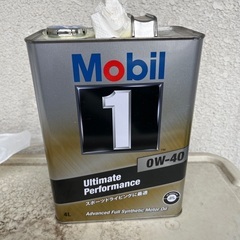 Mobil
1
0W-40
Ultimate
Performance
スポーツドライビングに最適
4L
Advanced Full Synthetic Motor Oil